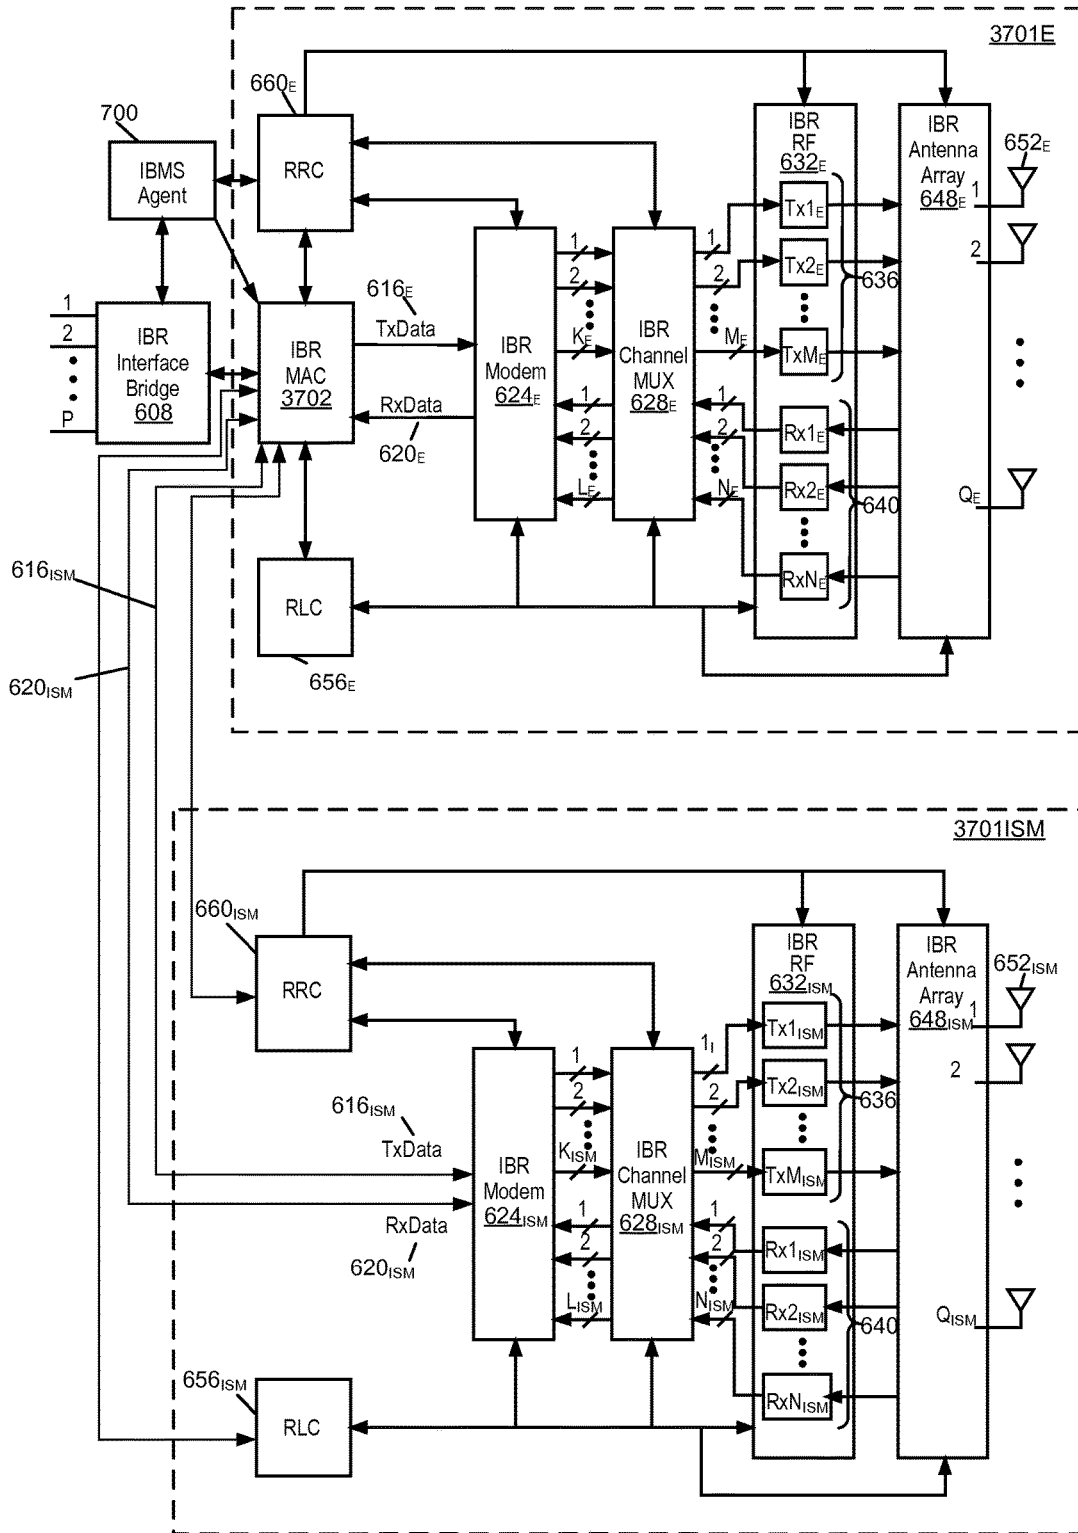 3701E
660E
700
IBMS
Agent
RRC
IBR
RF
632E
IBR
Antenna
Array
648E
652E
1
2
QE
Tx1E
Tx2E
TxME
636
Rx1E
Rx2E
RxNE
640
1
2
P
IBR
Interface
Bridge
608
IBR
MAC
3702
616E
TxData
RxData
620E
IBR
Modem
624E
1
2
KE
1
2
LE
IBR
Channel
MUX
628E
1
2
ME
1
2
NE
RLC
656E
616ISM
620ISM
3701ISM
660ISM
RRC
IBR
RF
632ISM
IBR
Antenna
Array
648ISM
652ISM
1
2
QISM
Tx1ISM
Tx2ISM
TxMISM
636
Rx1ISM
Rx2ISM
RxNISM
640
616ISM
TxData
RxData
620ISM
IBR
Modem
624ISM
1
2
KISM
1
2
LISM
IBR
Channel
MUX
628ISM
1I
2
MISM
1
2
NISM
656ISM
RLC